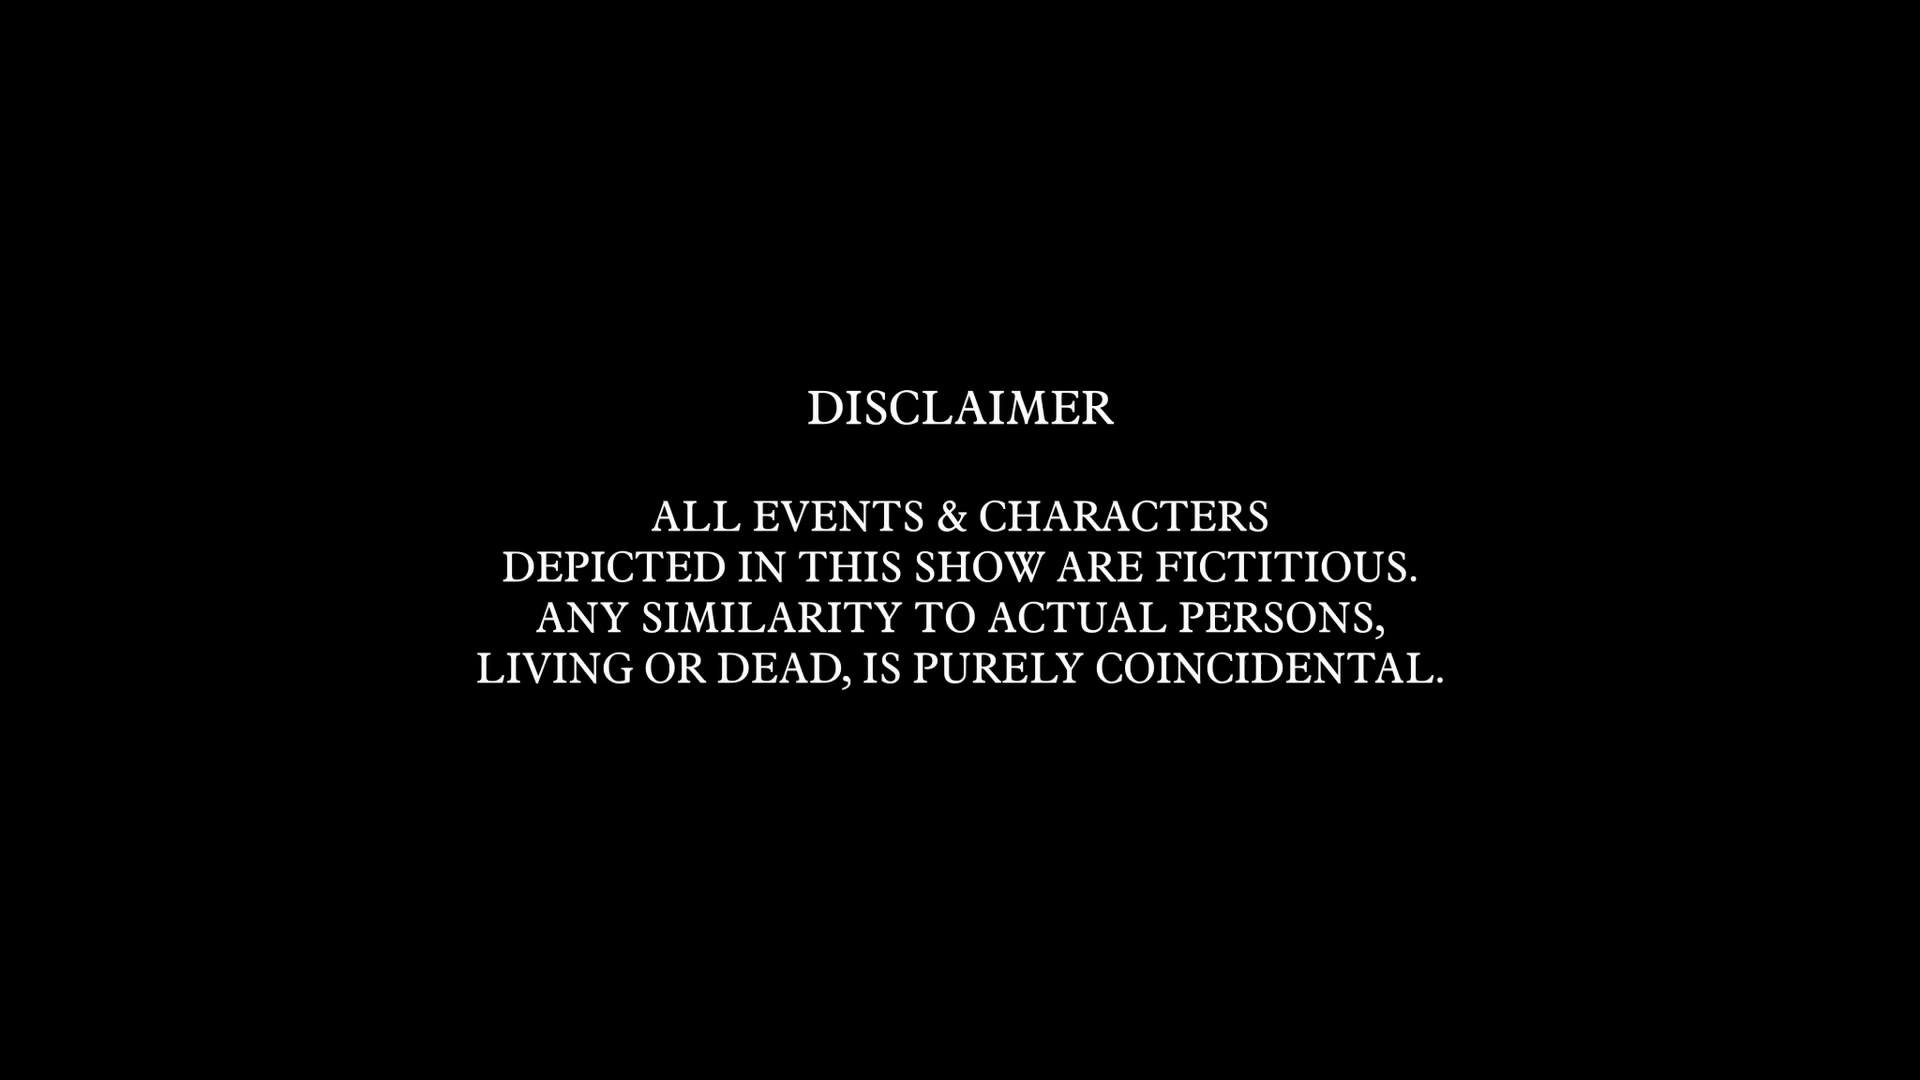 DISCLAIMER
ALL EVENTS & CHARACTERS
DEPICTED IN THIS SHOW ARE FICTITIOUS.
ANY SIMILARITY TO ACTUAL PERSONS,
LIVING OR DEAD, IS PURELY COINCIDENTAL.